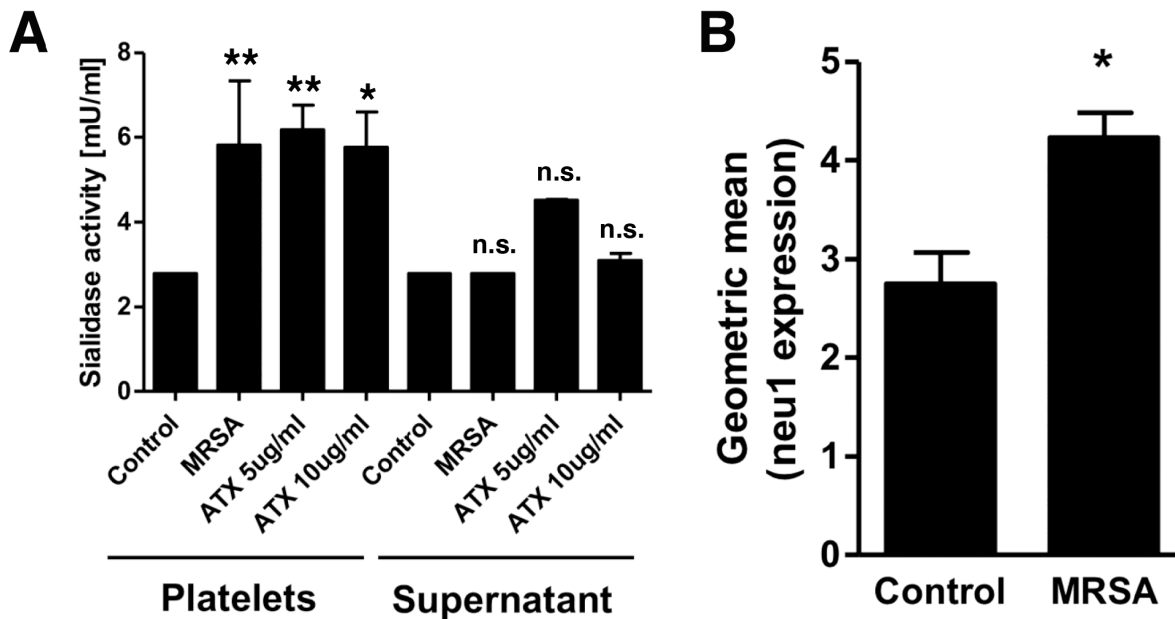 A
Sialidase activity [mU/ml]
8
6
4
2
0
**
**
*
n.s.
n.s.
n.s.
Control
MRSA
ATX 5ug/ml
ATX 10ug/ml
Control
MRSA
ATX 5ug/ml
ATX 10ug/ml
Platelets
Supernatant
B
Geometric mean
(neu1 expression)
5
4
3
2
1
0
*
Control
MRSA